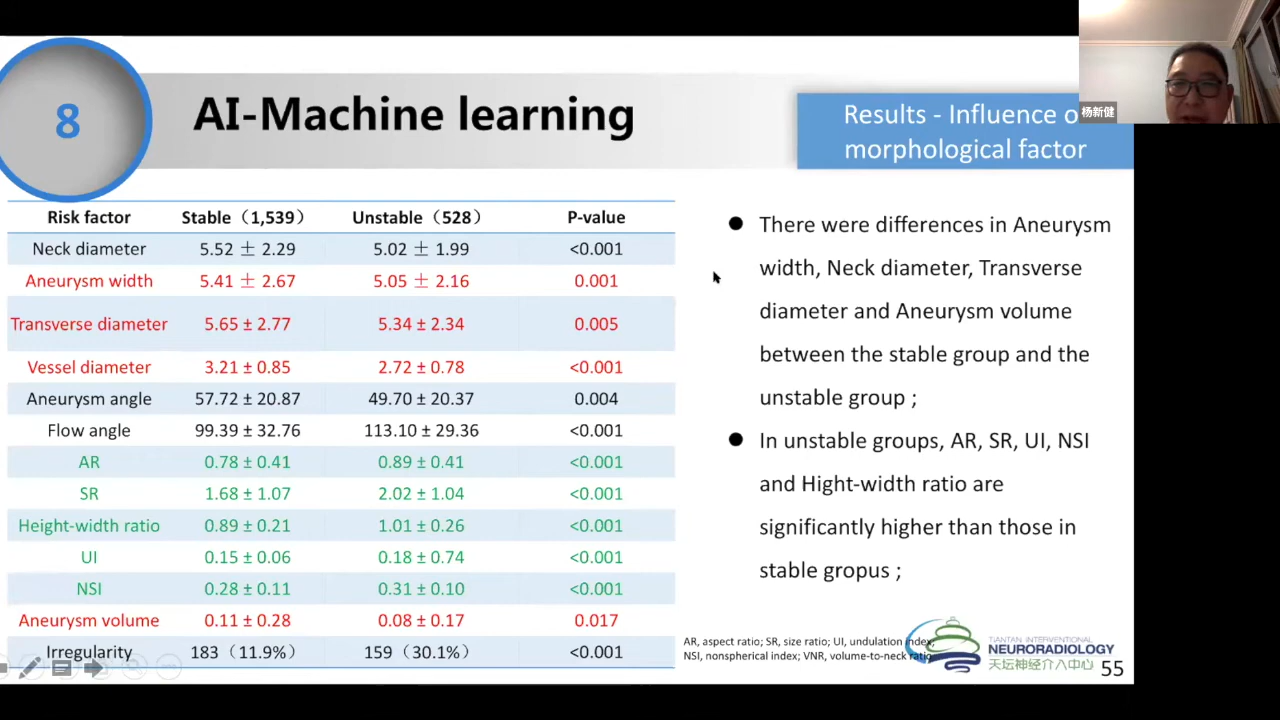 8
AI-Machine learning
Results - Influence o
morphological factor
杨新健
Risk factor Stable（1,539） Unstable（528） P-value
Neck diameter 5.52 ± 2.29 5.02 ± 1.99 <0.001
Aneurysm width 5.41 ± 2.67 5.05 ± 2.16 0.001
Transverse diameter 5.65 ± 2.77 5.34 ± 2.34 0.005
Vessel diameter 3.21 ± 0.85 2.72 ± 0.78 <0.001
Aneurysm angle 57.72 ± 20.87 49.70 ± 20.37 0.004
Flow angle 99.39 ± 32.76 113.10 ± 29.36 <0.001
AR 0.78 ± 0.41 0.89 ± 0.41 <0.001
SR 1.68 ± 1.07 2.02 ± 1.04 <0.001
Height-width ratio 0.89 ± 0.21 1.01 ± 0.26 <0.001
UI 0.15 ± 0.06 0.18 ± 0.74 <0.001
NSI 0.28 ± 0.11 0.31 ± 0.10 <0.001
Aneurysm volume 0.11 ± 0.28 0.08 ± 0.17 0.017
Irregularity 183（11.9%） 159（30.1%） <0.001
There were differences in Aneurysm
width, Neck diameter, Transverse
diameter and Aneurysm volume
between the stable group and the
unstable group ;
In unstable groups, AR, SR, UI, NSI
and Hight-width ratio are
significantly higher than those in
stable gropus ;
AR, aspect ratio; SR, size ratio; UI, undulation index;
NSI, nonspherical index; VNR, volume-to-neck ratio
TIANTAN INTERVENTIONAL
NEURORADIOLOGY
天坛神经介入中心
55